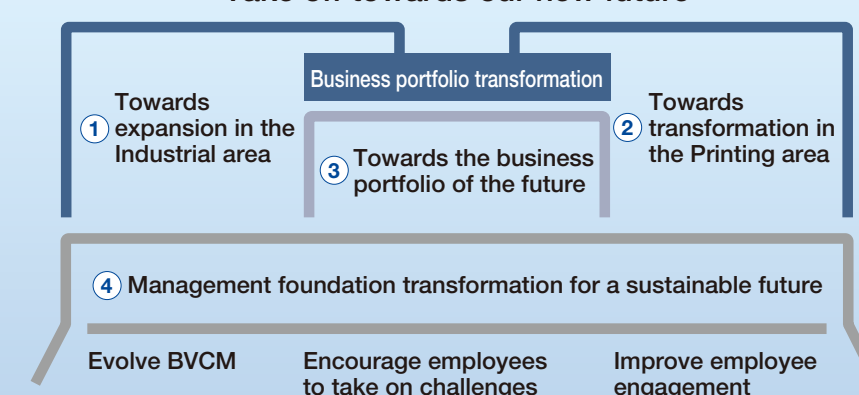 Business portfolio transformation
1 Towards
expansion in the
Industrial area
2 Towards
transformation in
the Printing area
3 Towards the business
portfolio of the future
4 Management foundation transformation for a sustainable future
Evolve BVCM
Encourage employees
to take on challenges
Improve employee
engagement